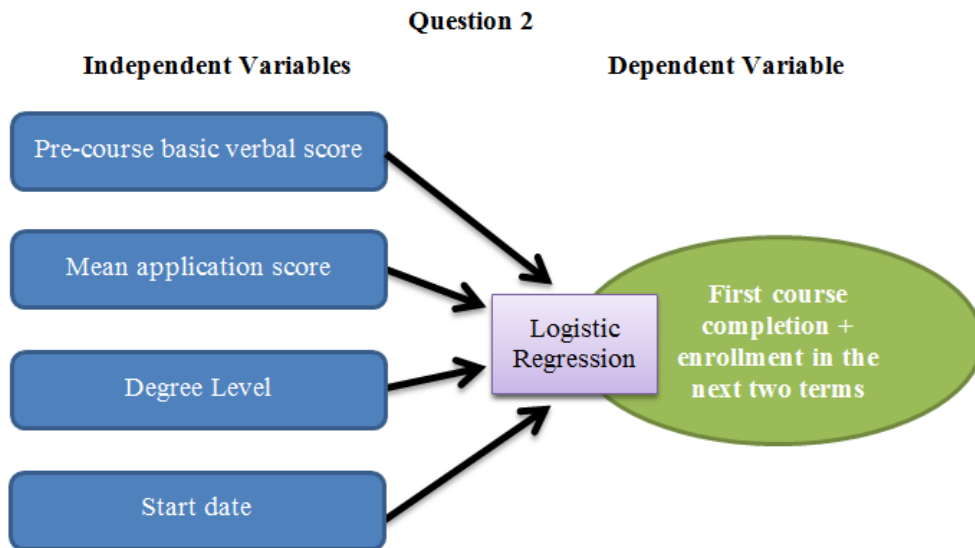 Question 2
Independent Variables
Dependent Variable
Pre-course basic verbal score
Mean application score
Degree Level
Start date
Logistic
Regression
First course
completion +
enrollment in the
next two terms